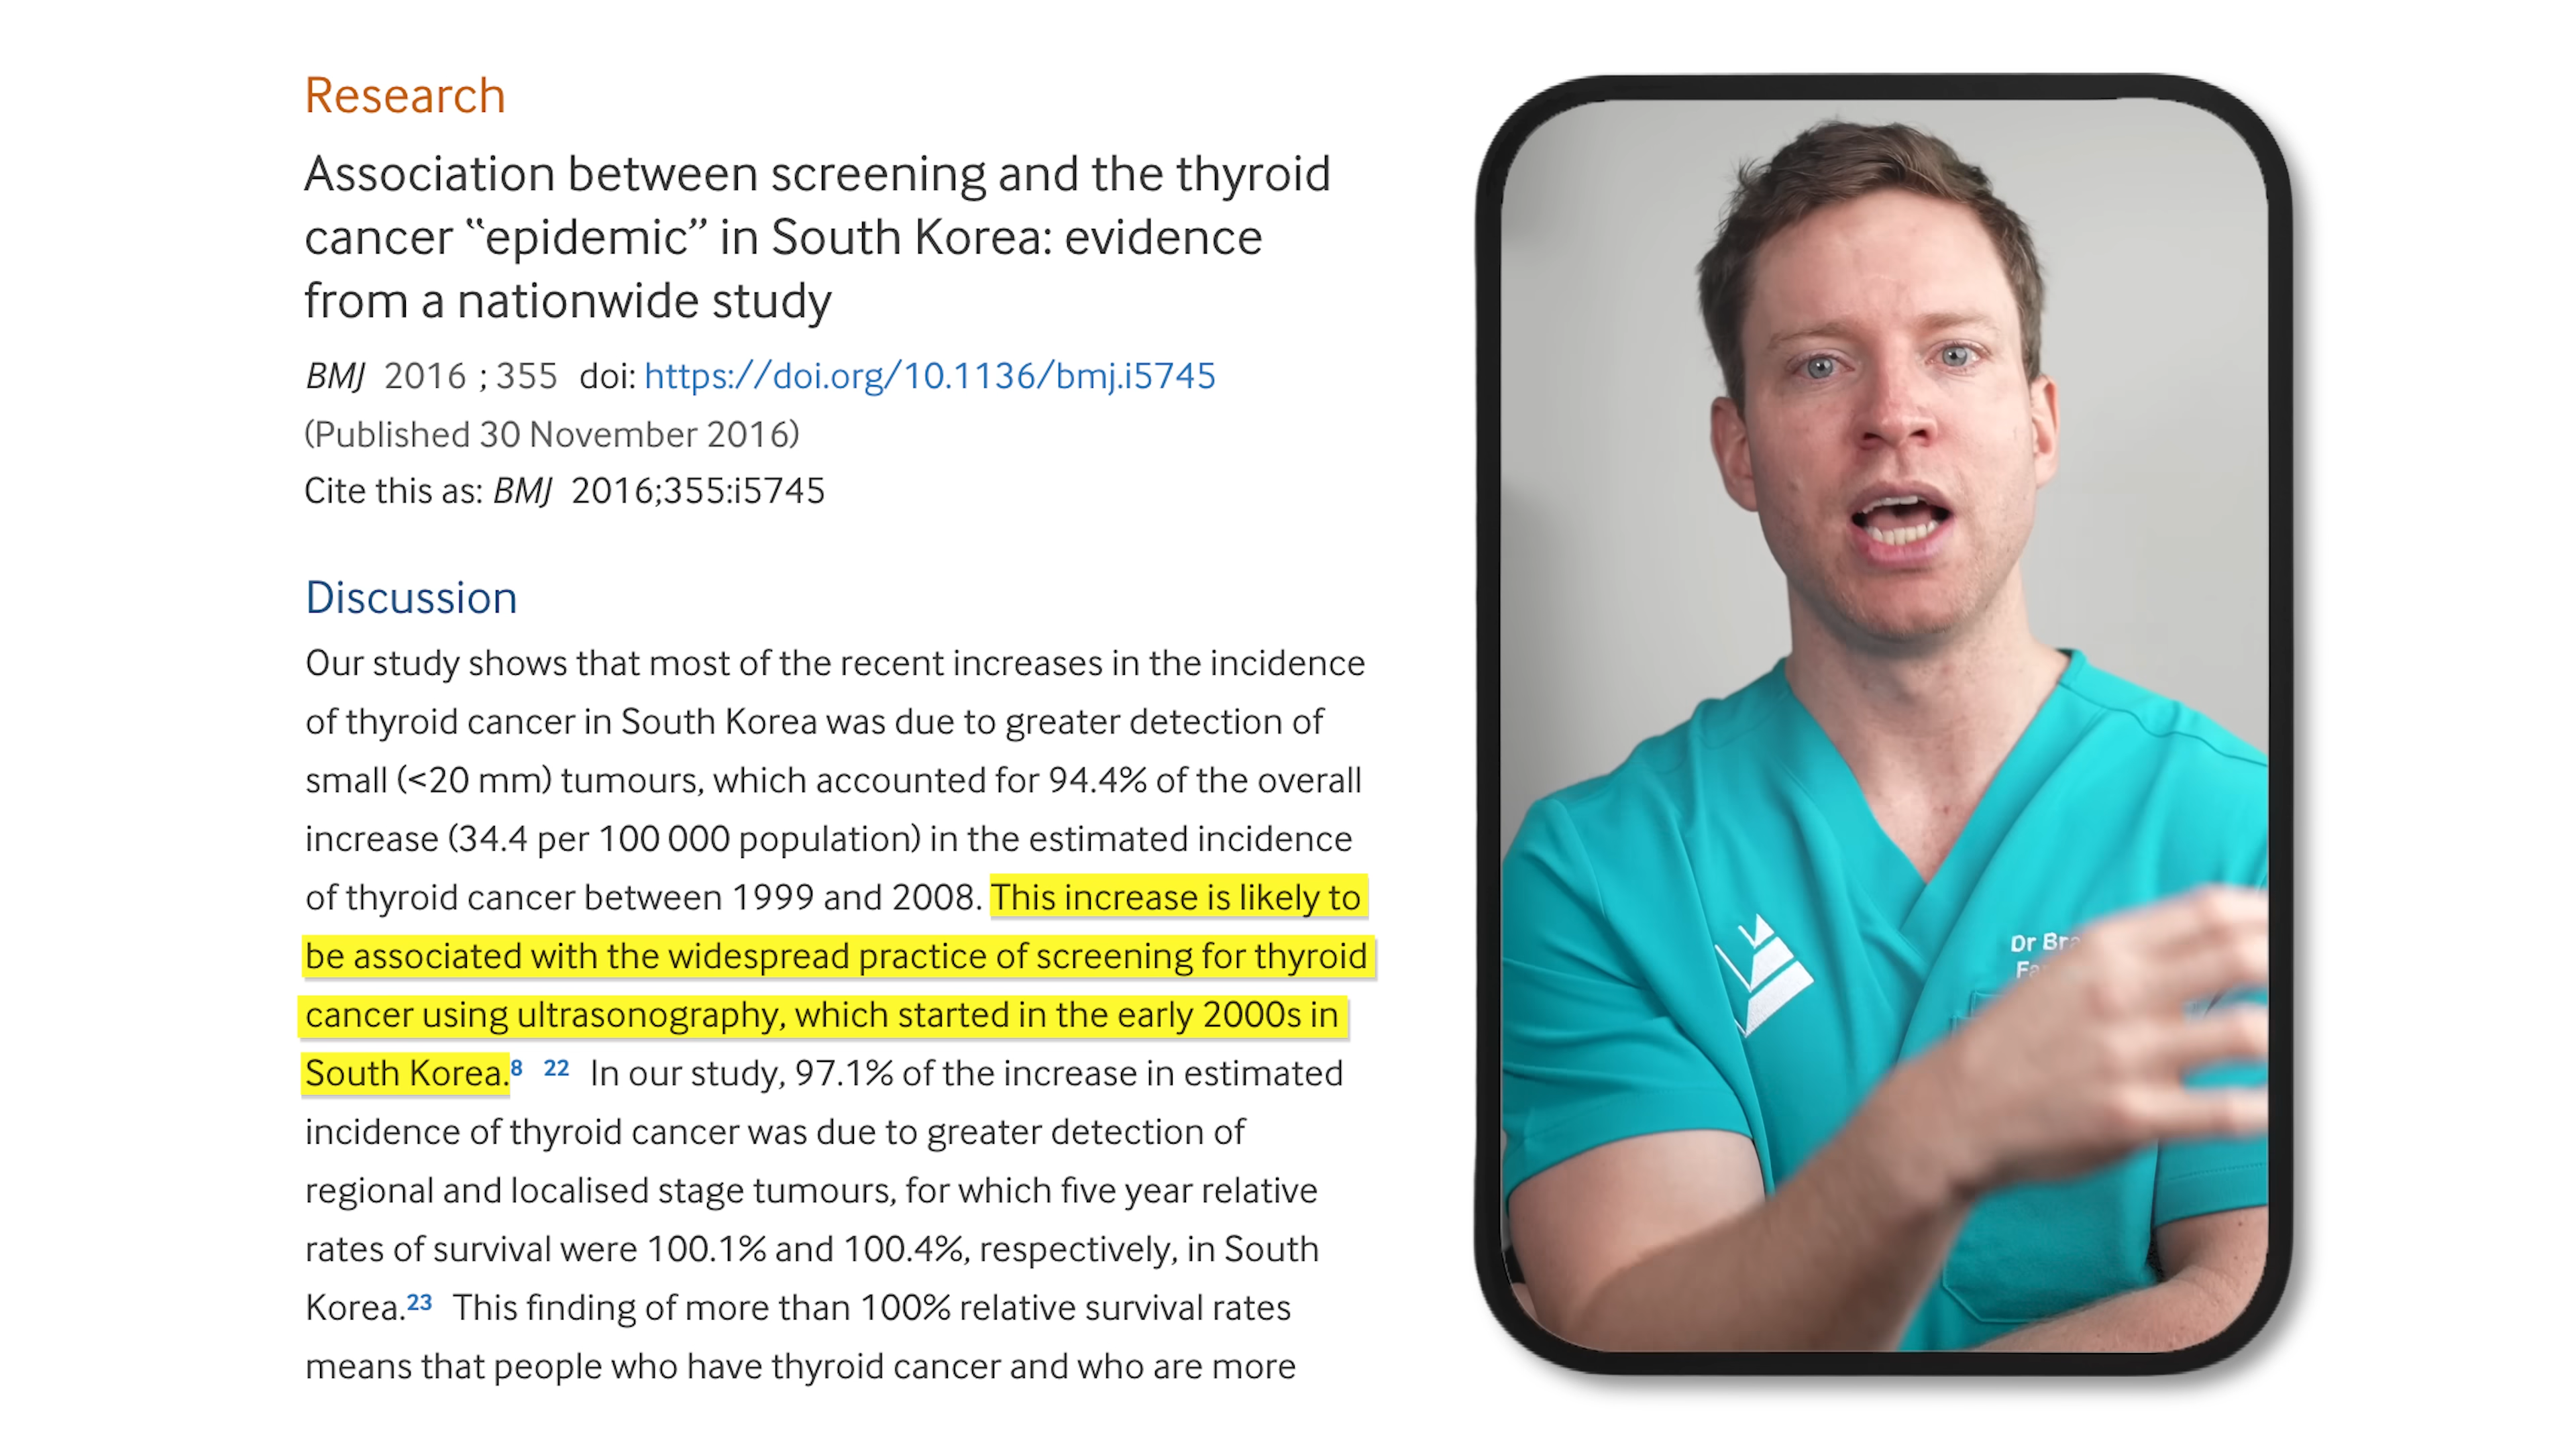 Research
Association between screening and the thyroid
cancer “epidemic” in South Korea: evidence
from a nationwide study
BMJ 2016 ; 355 doi: https://doi.org/10.1136/bmj.i5745
(Published 30 November 2016)
Cite this as: BMJ 2016;355:i5745
Discussion
Our study shows that most of the recent increases in the incidence
of thyroid cancer in South Korea was due to greater detection of
small (<20 mm) tumours, which accounted for 94.4% of the overall
increase (34.4 per 100 000 population) in the estimated incidence
of thyroid cancer between 1999 and 2008. This increase is likely to
be associated with the widespread practice of screening for thyroid
cancer using ultrasonography, which started in the early 2000s in
South Korea.8 22 In our study, 97.1% of the increase in estimated
incidence of thyroid cancer was due to greater detection of
regional and localised stage tumours, for which five year relative
rates of survival were 100.1% and 100.4%, respectively, in South
Korea.23 This finding of more than 100% relative survival rates
means that people who have thyroid cancer and who are more
Dr